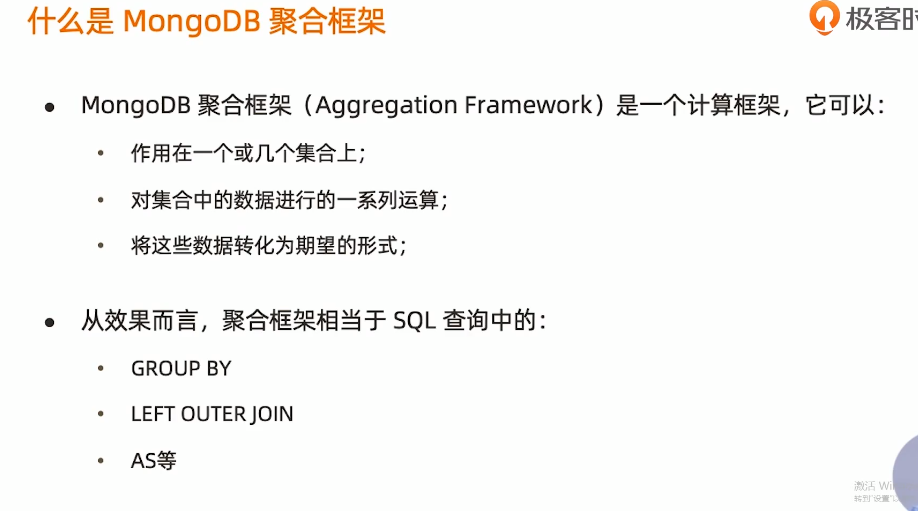 什么是 MongoDB 聚合框架
极客时
MongoDB 聚合框架（Aggregation Framework）是一个计算框架，它可以：
作用在一个或几个集合上；
对集合中的数据进行的一系列运算；
将这些数据转化为期望的形式；
从效果而言，聚合框架相当于 SQL 查询中的：
GROUP BY
LEFT OUTER JOIN
AS等
激活 Wi
转到"设置"以